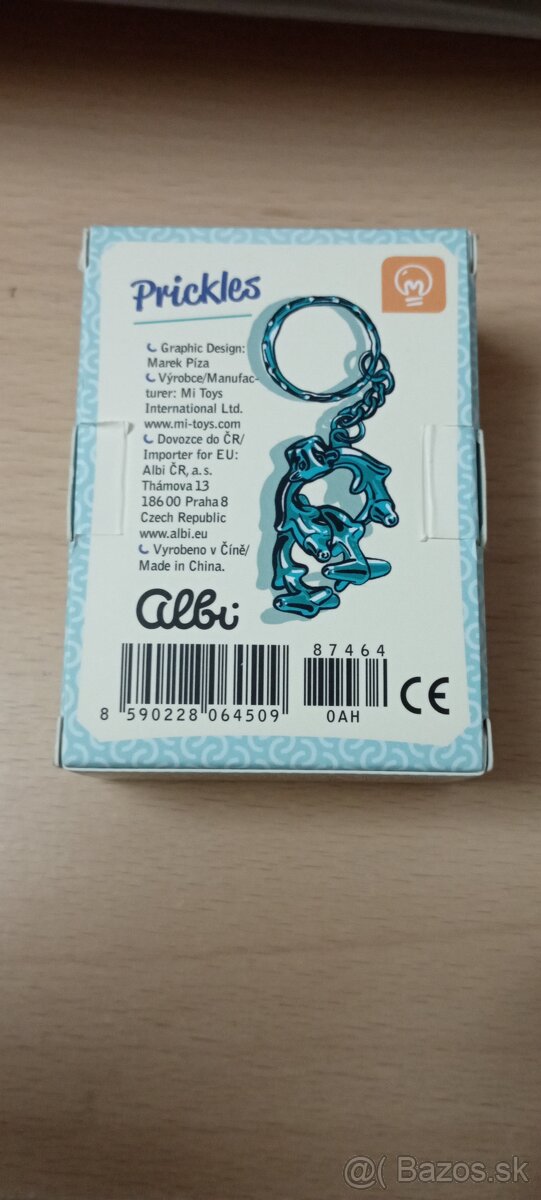 Prickles
M
Graphic Design:
Marek Píza
Výrobce/Manufac-
turer: Mi Toys
International Ltd.
www.mi-toys.com
Dovozce do ČR/
Importer for EU:
Albi ČR, a.s.
Thámova 13
186 00 Praha 8
Czech Republic
www.albi.eu
Vyrobeno v Číně/
Made in China.
albi
87464
8 590228 064509
0AH
CE
@( Bazos.sk